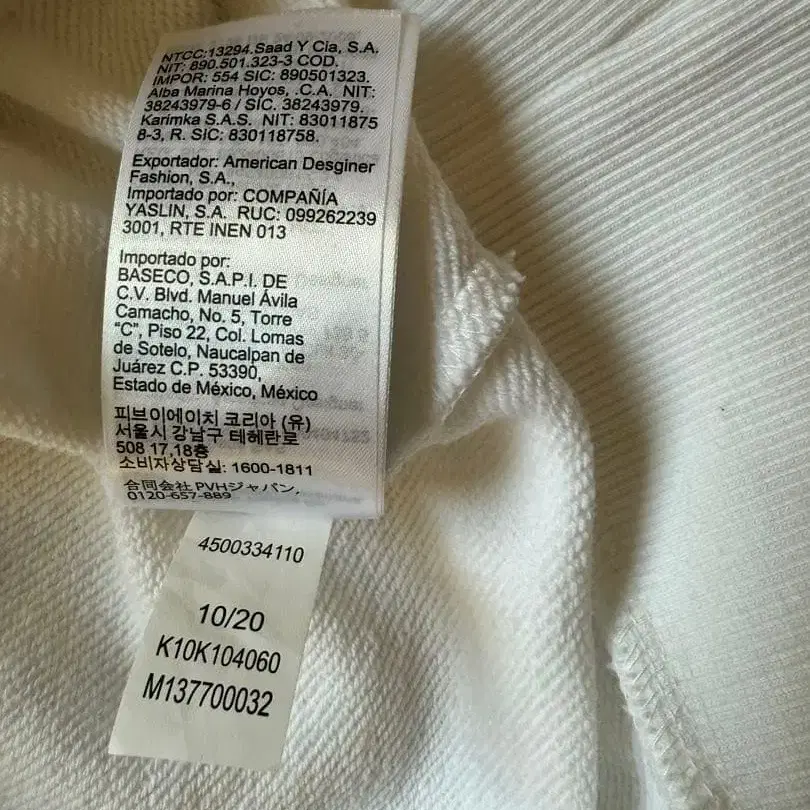 NTCC:13294.Saad Y Cia, S.A.
NIT: 890.501.323-3 COD.
IMPOR: 554 SIC: 890501323.
Alba Marina Hoyos, .C.A. NIT:
38243979-6 / SIC. 38243979.
Karimka S.A.S. NIT: 83011875
8-3, R. SIC: 830118758.
Exportador: American Desginer
Fashion, S.A.,
Importado por: COMPAÑÍA
YASLIN, S.A. RUC: 099262239
3001, RTE INEN 013
Importado por:
BASECO, S.A.P.I. DE
C.V. Blvd. Manuel Ávila
Camacho, No. 5, Torre
“C”, Piso 22, Col. Lomas
de Sotelo, Naucalpan de
Juárez C.P. 53390,
Estado de México, México
피브이에이치 코리아 (유)
서울시 강남구 테헤란로
508 17,18층
소비자상담실: 1600-1811
合同会社 PVHジャパン,
0120-657-889
4500334110
10/20
K10K104060
M137700032